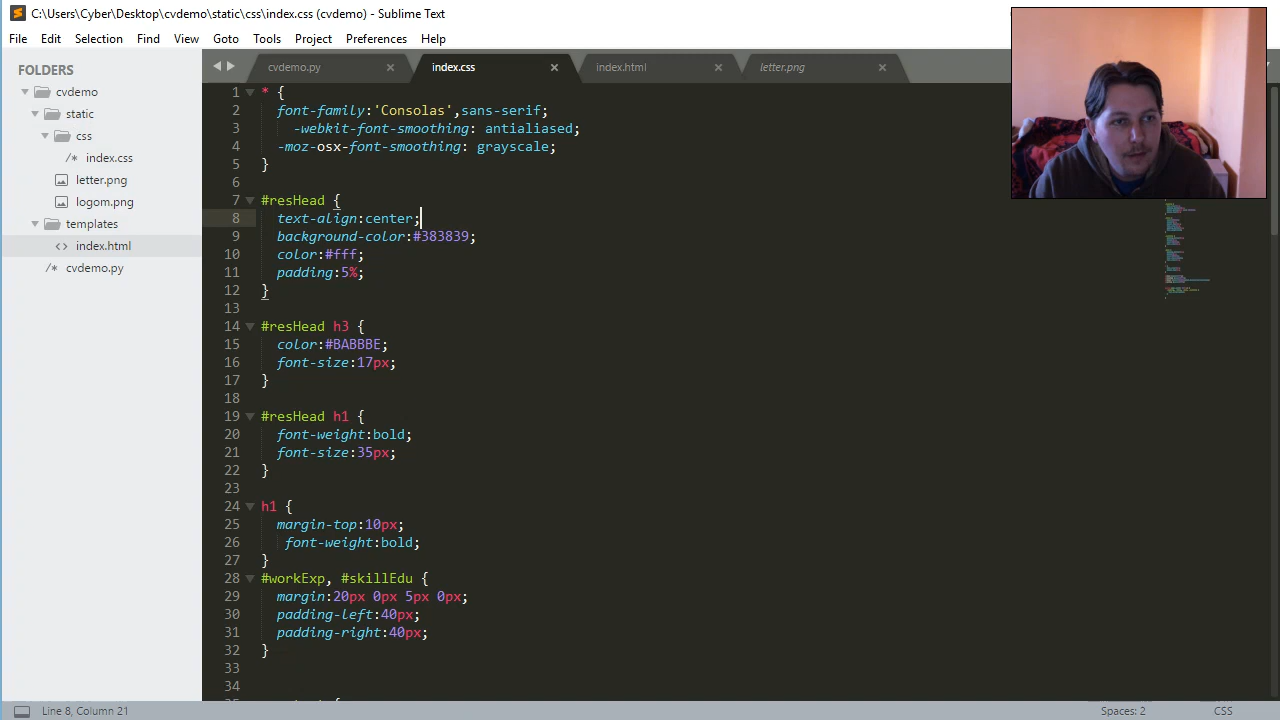 C:\Users\Cyber\Desktop\cvdemo\static\css\index.css (cvdemo) - Sublime Text
File Edit Selection Find View Goto Tools Project Preferences Help
FOLDERS
cvdemo
static
css
/* index.css
letter.png
logom.png
templates
<> index.html
/* cvdemo.py
cvdemo.py × index.css × index.html × letter.png ×
1 * {
2 font-family:'Consolas',sans-serif;
3 -webkit-font-smoothing: antialiased;
4 -moz-osx-font-smoothing: grayscale;
5 }
6
7 #resHead {
8 text-align:center;
9 background-color:#383839;
10 color:#fff;
11 padding:5%;
12 }
13
14 #resHead h3 {
15 color:#BABBBE;
16 font-size:17px;
17 }
18
19 #resHead h1 {
20 font-weight:bold;
21 font-size:35px;
22 }
23
24 h1 {
25 margin-top:10px;
26 font-weight:bold;
27 }
28 #workExp, #skillEdu {
29 margin:20px 0px 5px 0px;
30 padding-left:40px;
31 padding-right:40px;
32 }
33
34
Line 8, Column 21
Spaces: 2
CSS